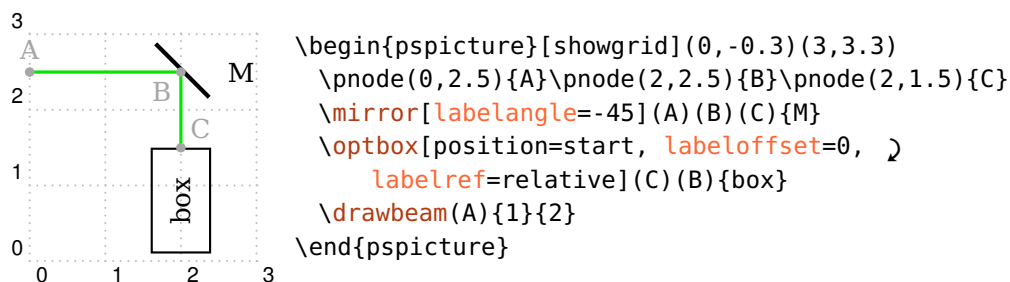 3
A
M
2
B
C
1
box
0
0 1 2 3
\begin{pspicture}[showgrid](0,-0.3)(3,3.3)
\pnode(0,2.5){A}\pnode(2,2.5){B}\pnode(2,1.5){C}
\mirror[labelangle=-45](A)(B)(C){M}
\optbox[position=start, labeloffset=0,
labelref=relative](C)(B){box}
\drawbeam(A){1}{2}
\end{pspicture}